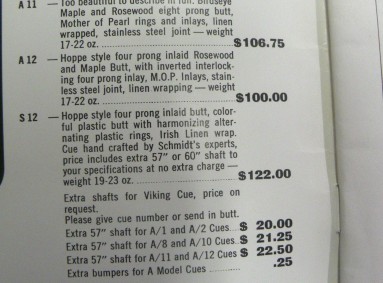 A 11 — Too beautiful to describe in full. Birdseye
Maple and Rosewood eight prong butt,
Mother of Pearl rings and inlays, linen
wrapped, stainless steel joint — weight
17-22 oz. ........ $106.75
A 12 — Hoppe style four prong inlaid Rosewood
and Maple Butt, with inverted interlock-
ing four prong inlay, M.O.P. Inlays, stain-
less steel joint, linen wrapping — weight
17-22 oz. ........ $100.00
S 12 — Hoppe style four prong inlaid butt, color-
ful plastic butt with harmonizing alter-
nating plastic rings, Irish Linen wrap.
Cue hand crafted by Schmidt's experts,
price includes extra 57" or 60" shaft to
your specifications at no extra charge —
weight 19-23 oz. ........ $122.00
Extra shafts for Viking Cue, price on
request.
Please give cue number or send in butt.
Extra 57" shaft for A/1 and A/2 Cues $ 20.00
Extra 57" shaft for A/8 and A/10 Cues $ 21.25
Extra 57" shaft for A/11 and A/12 Cues $ 22.50
Extra bumpers for A Model Cues ........ .25